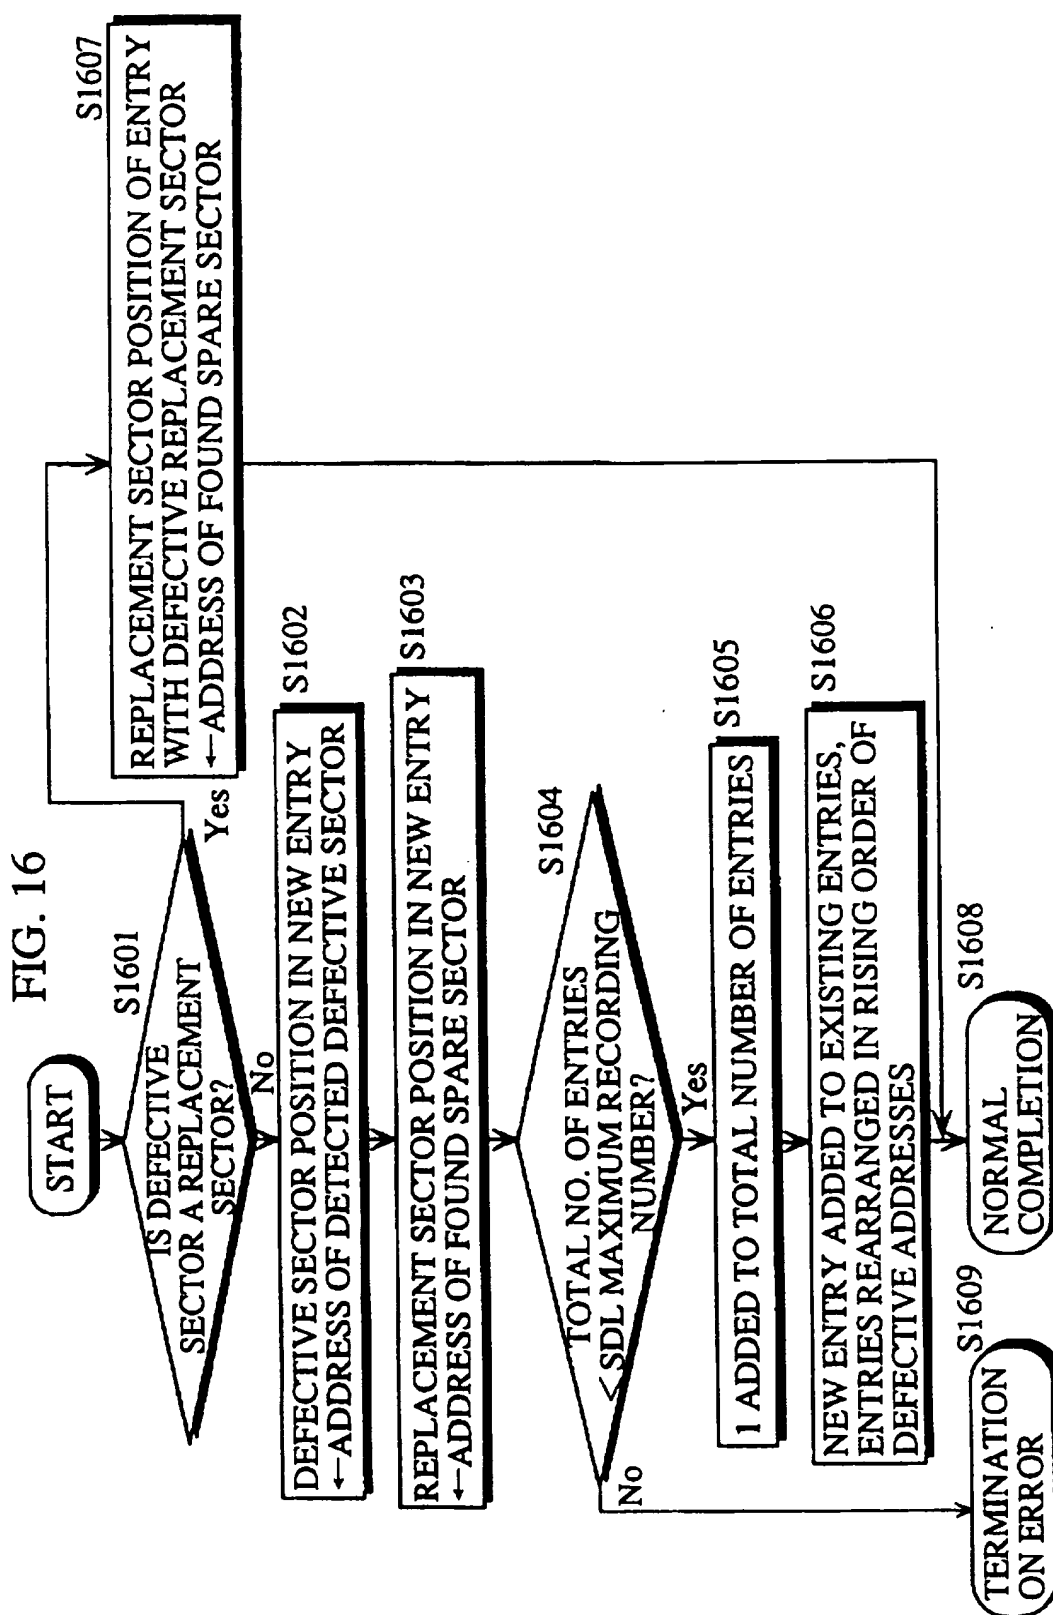 FIG. 16
START
S1601
IS DEFECTIVE
SECTOR A REPLACEMENT
SECTOR?
Yes
No
S1607
REPLACEMENT SECTOR POSITION OF ENTRY
WITH DEFECTIVE REPLACEMENT SECTOR
←ADDRESS OF FOUND SPARE SECTOR
S1602
DEFECTIVE SECTOR POSITION IN NEW ENTRY
←ADDRESS OF DETECTED DEFECTIVE SECTOR
S1603
REPLACEMENT SECTOR POSITION IN NEW ENTRY
←ADDRESS OF FOUND SPARE SECTOR
S1604
TOTAL NO. OF ENTRIES
<SDL MAXIMUM RECORDING
NUMBER?
No
Yes
S1605
1 ADDED TO TOTAL NUMBER OF ENTRIES
S1606
NEW ENTRY ADDED TO EXISTING ENTRIES,
ENTRIES REARRANGED IN RISING ORDER OF
DEFECTIVE ADDRESSES
S1609
TERMINATION
ON ERROR
S1608
NORMAL
COMPLETION